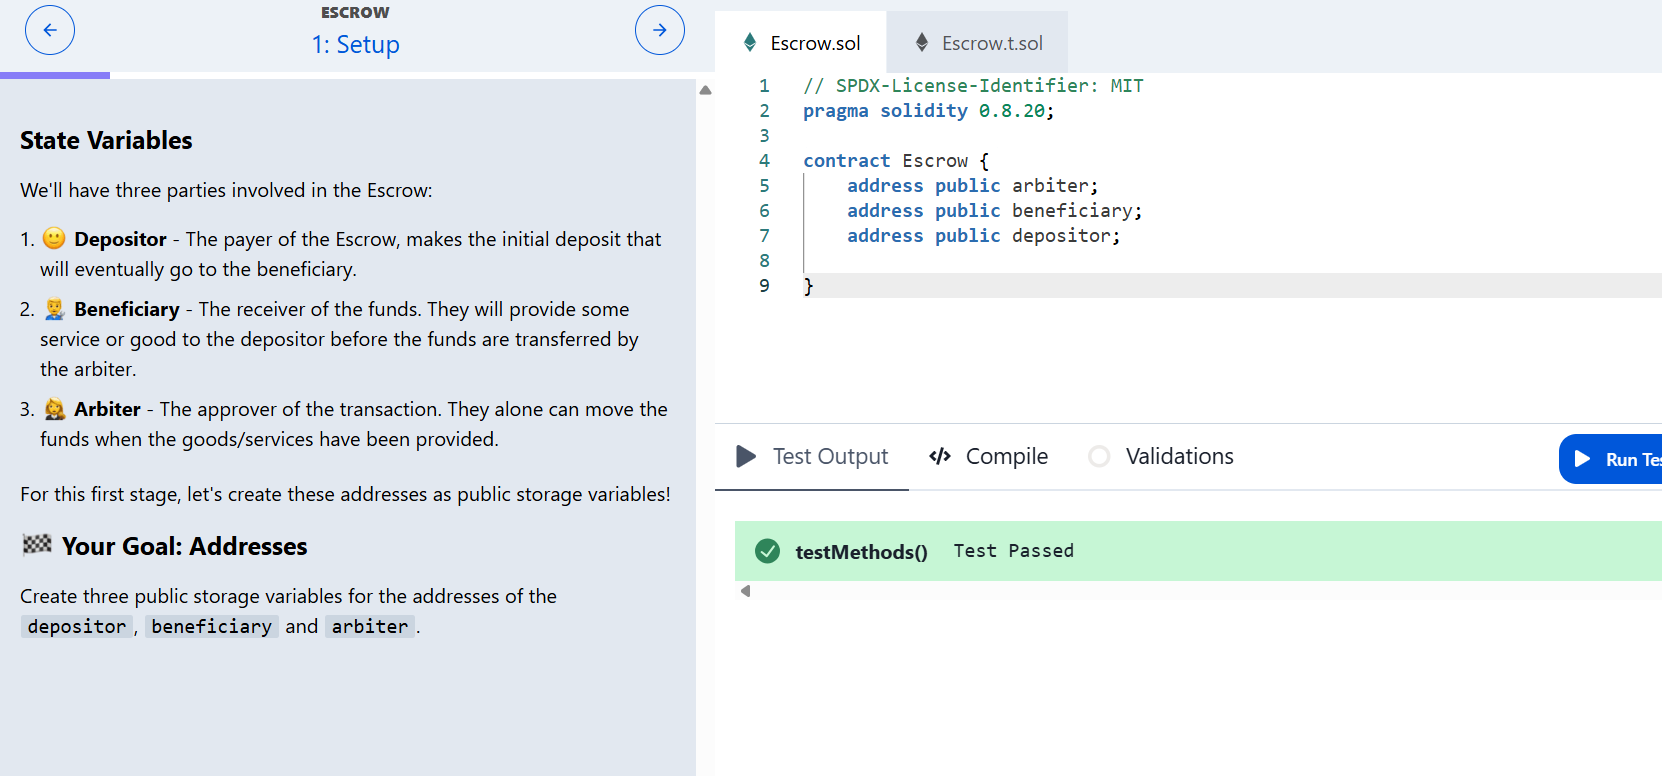 ESCROW
1: Setup
State Variables
We'll have three parties involved in the Escrow:
1. 🙂 Depositor - The payer of the Escrow, makes the initial deposit that
will eventually go to the beneficiary.
2. 👨‍🔧 Beneficiary - The receiver of the funds. They will provide some
service or good to the depositor before the funds are transferred by
the arbiter.
3. 👩‍⚖️ Arbiter - The approver of the transaction. They alone can move the
funds when the goods/services have been provided.
For this first stage, let's create these addresses as public storage variables!
🏁 Your Goal: Addresses
Create three public storage variables for the addresses of the
depositor, beneficiary and arbiter.
Escrow.sol
Escrow.t.sol
1 // SPDX-License-Identifier: MIT
2 pragma solidity 0.8.20;
3
4 contract Escrow {
5 address public arbiter;
6 address public beneficiary;
7 address public depositor;
8
9 }
Test Output
</> Compile
Validations
Run
testMethods() Test Passed